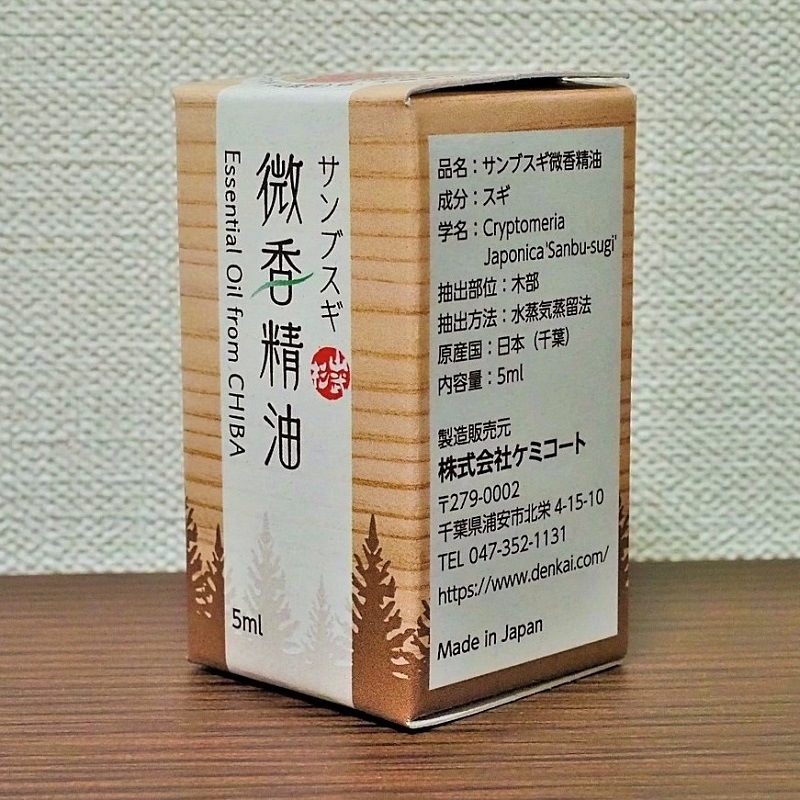 サンブスギ
微香精油
Essential Oil from CHIBA
山武杉
5ml
品名：サンブスギ微香精油
成分：スギ
学名：Cryptomeria
Japonica'Sanbu-sugi'
抽出部位：木部
抽出方法：水蒸気蒸留法
原産国：日本（千葉）
内容量：5ml
製造販売元
株式会社ケミコート
〒279-0002
千葉県浦安市北栄 4-15-10
TEL 047-352-1131
https://www.denkai.com/
Made in Japan